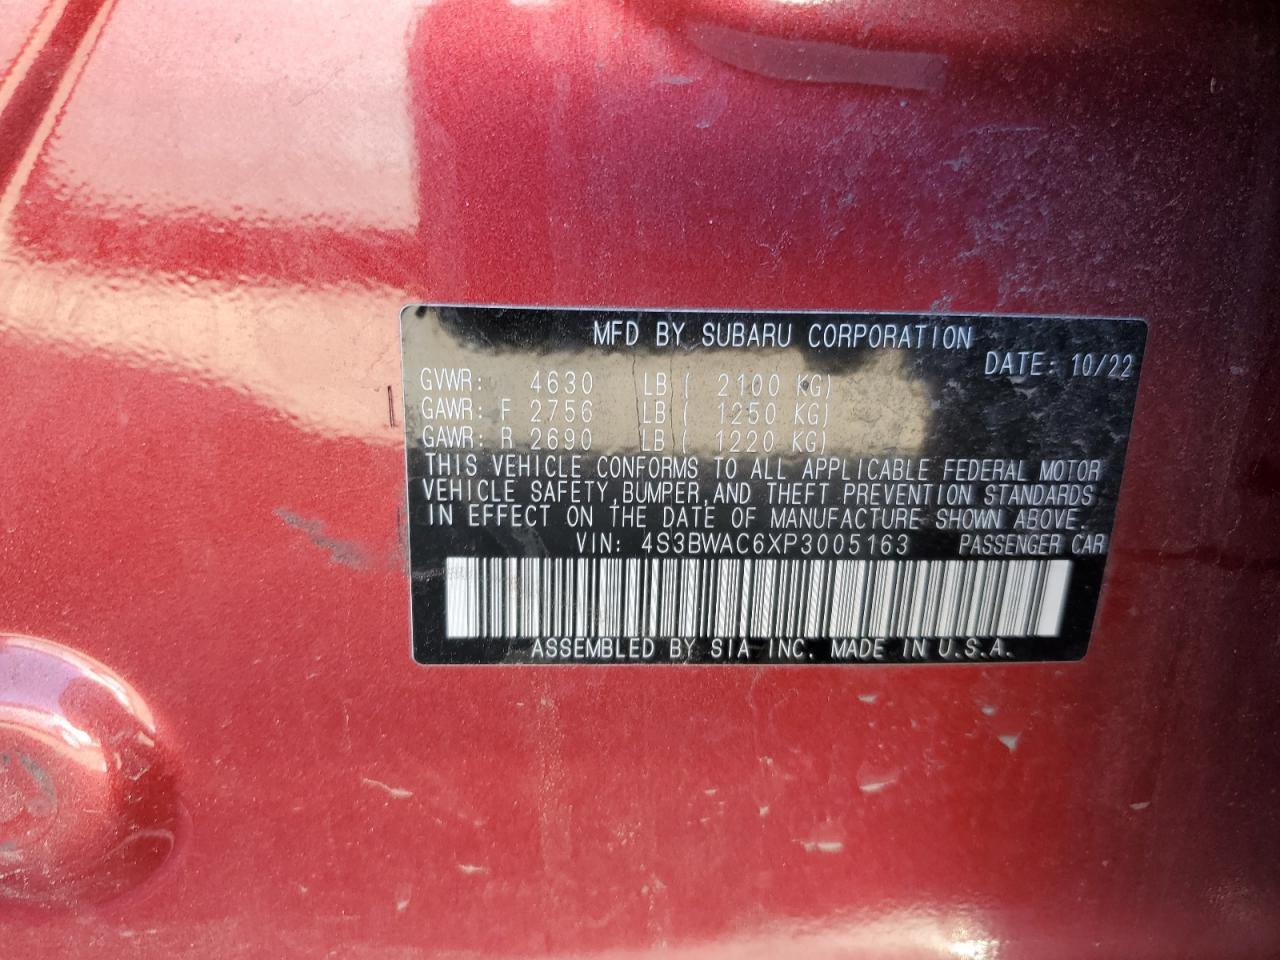 MFD BY SUBARU CORPORATION
DATE: 10/22
GVWR: 4630 LB ( 2100 KG)
GAWR: F 2756 LB ( 1250 KG)
GAWR: R 2690 LB ( 1220 KG)
THIS VEHICLE CONFORMS TO ALL APPLICABLE FEDERAL MOTOR
VEHICLE SAFETY,BUMPER,AND THEFT PREVENTION STANDARDS
IN EFFECT ON THE DATE OF MANUFACTURE SHOWN ABOVE.
VIN: 4S3BWAC6XP3005163 PASSENGER CAR
ASSEMBLED BY SIA INC. MADE IN U.S.A.